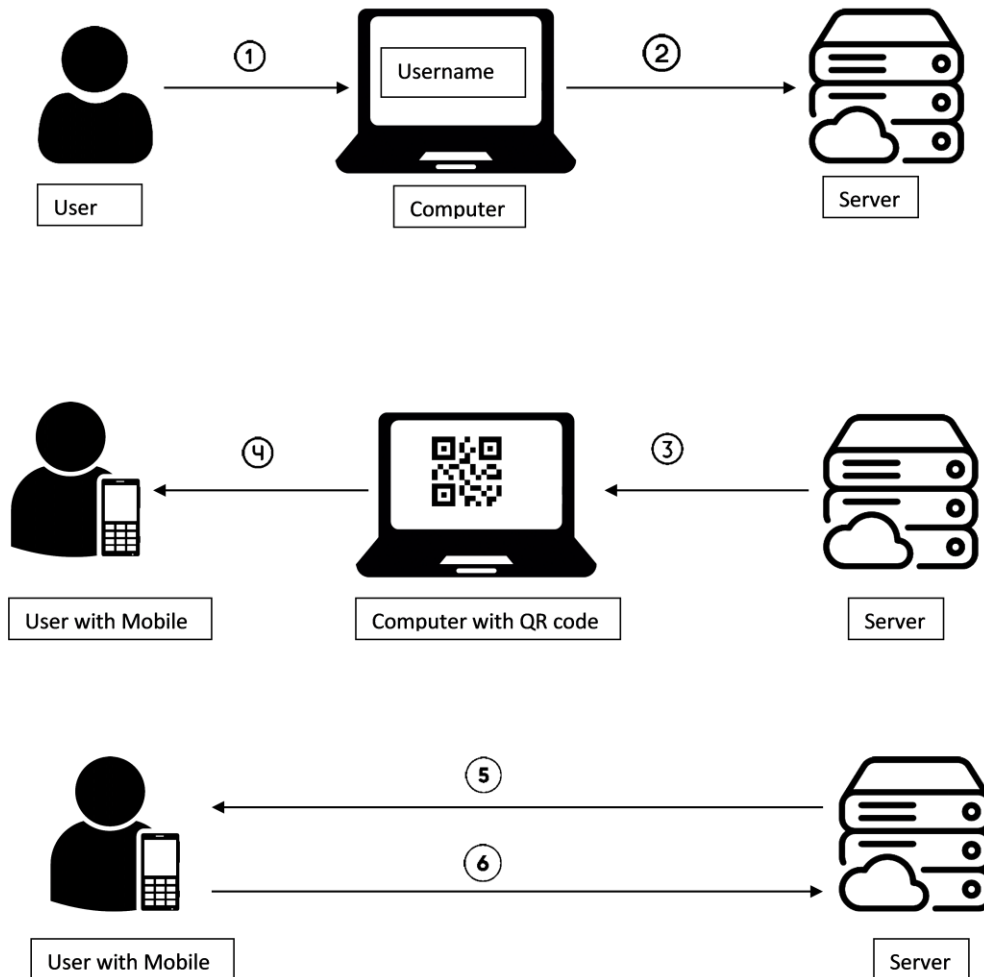 1
2
Username
User
Computer
Server
4
3
User with Mobile
Computer with QR code
Server
5
6
User with Mobile
Server